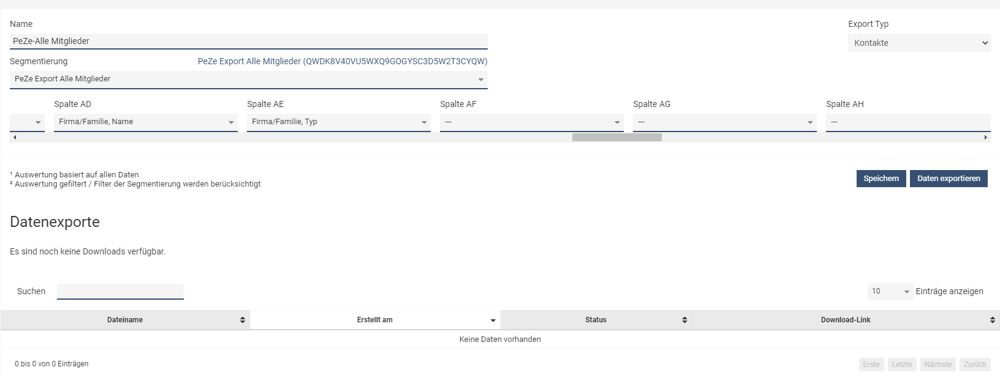 Name
Export Typ
PeZe-Alle Mitglieder
Kontakte
Segmentierung
PeZe Export Alle Mitglieder (QWDK8V40VU5WXQ9GOGYSC3D5W2T3CYQW)
PeZe Export Alle Mitglieder
Spalte AD
Spalte AE
Spalte AF
Spalte AG
Spalte AH
Firma/Familie, Name
Firma/Familie, Typ
---
---
---
¹ Auswertung basiert auf allen Daten
² Auswertung gefiltert / Filter der Segmentierung werden berücksichtigt
Speichern
Daten exportieren
Datenexporte
Es sind noch keine Downloads verfügbar.
Suchen
10
Einträge anzeigen
Dateiname
Erstellt am
Status
Download-Link
Keine Daten vorhanden
0 bis 0 von 0 Einträgen
Erste
Letzte
Nächste
Zurück